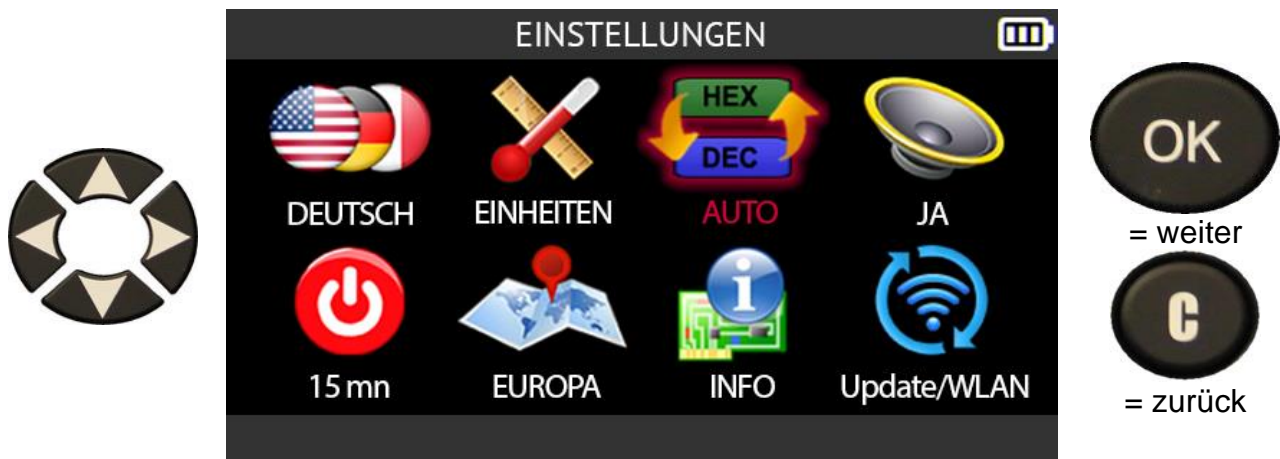 EINSTELLUNGEN
HEX
DEC
DEUTSCH EINHEITEN AUTO JA
15 mn EUROPA INFO Update/WLAN
OK
= weiter
C
= zurück